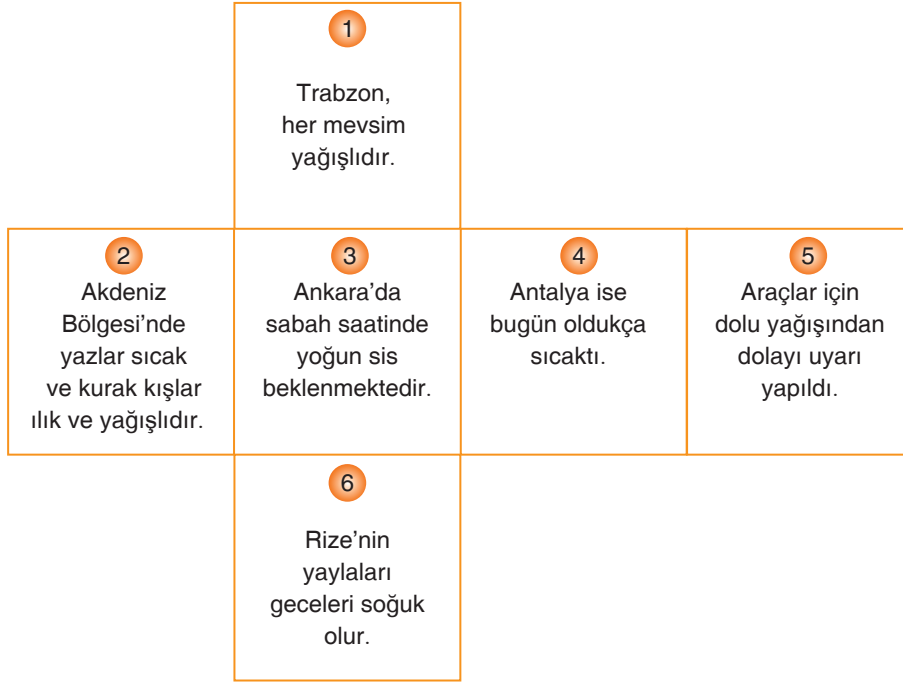 1
Trabzon,
her mevsim
yağışlıdır.
2
Akdeniz
Bölgesi’nde
yazlar sıcak
ve kurak kışlar
ılık ve yağışlıdır.
3
Ankara’da
sabah saatinde
yoğun sis
beklenmektedir.
4
Antalya ise
bugün oldukça
sıcaktı.
5
Araçlar için
dolu yağışından
dolayı uyarı
yapıldı.
6
Rize’nin
yaylaları
geceleri soğuk
olur.